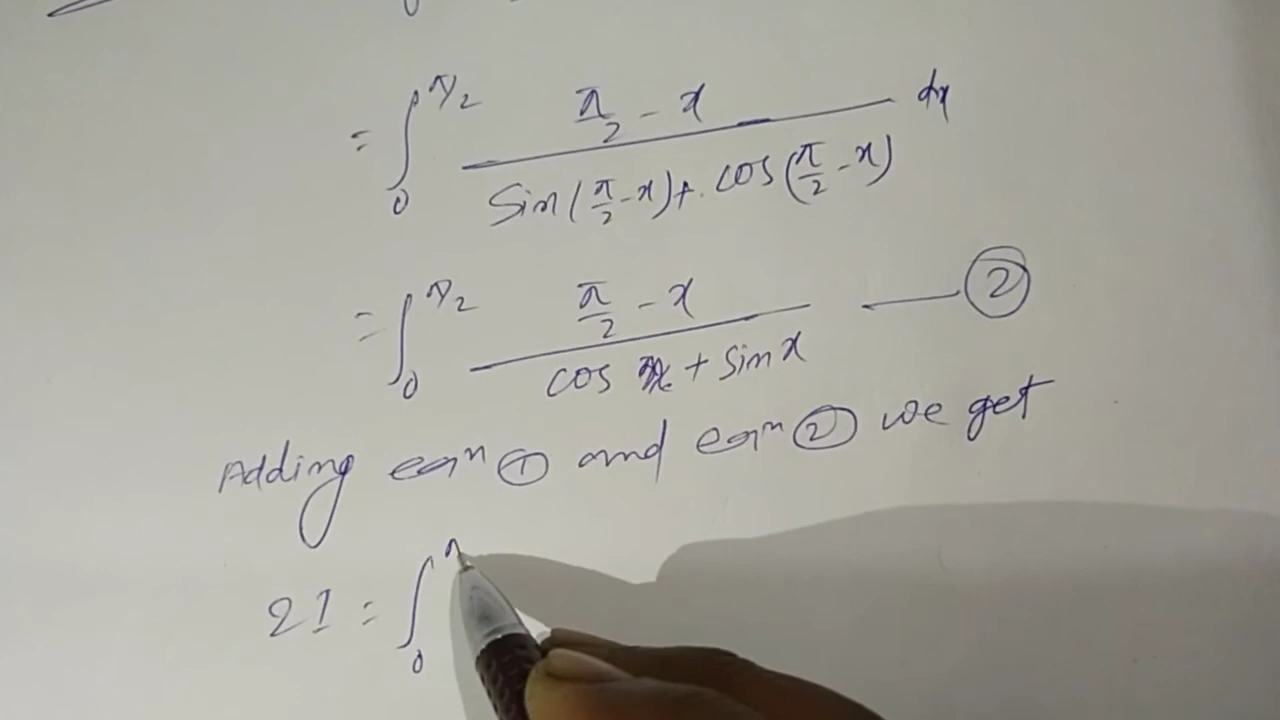 = ∫₀^{π/2} (π/2 - x) / (Sin(π/2 - x) + cos(π/2 - x)) dx
= ∫₀^{π/2} (π/2 - x) / (cos x + Sin x) —— ②
Adding eqⁿ ① and eqⁿ ② we get
2I = ∫₀